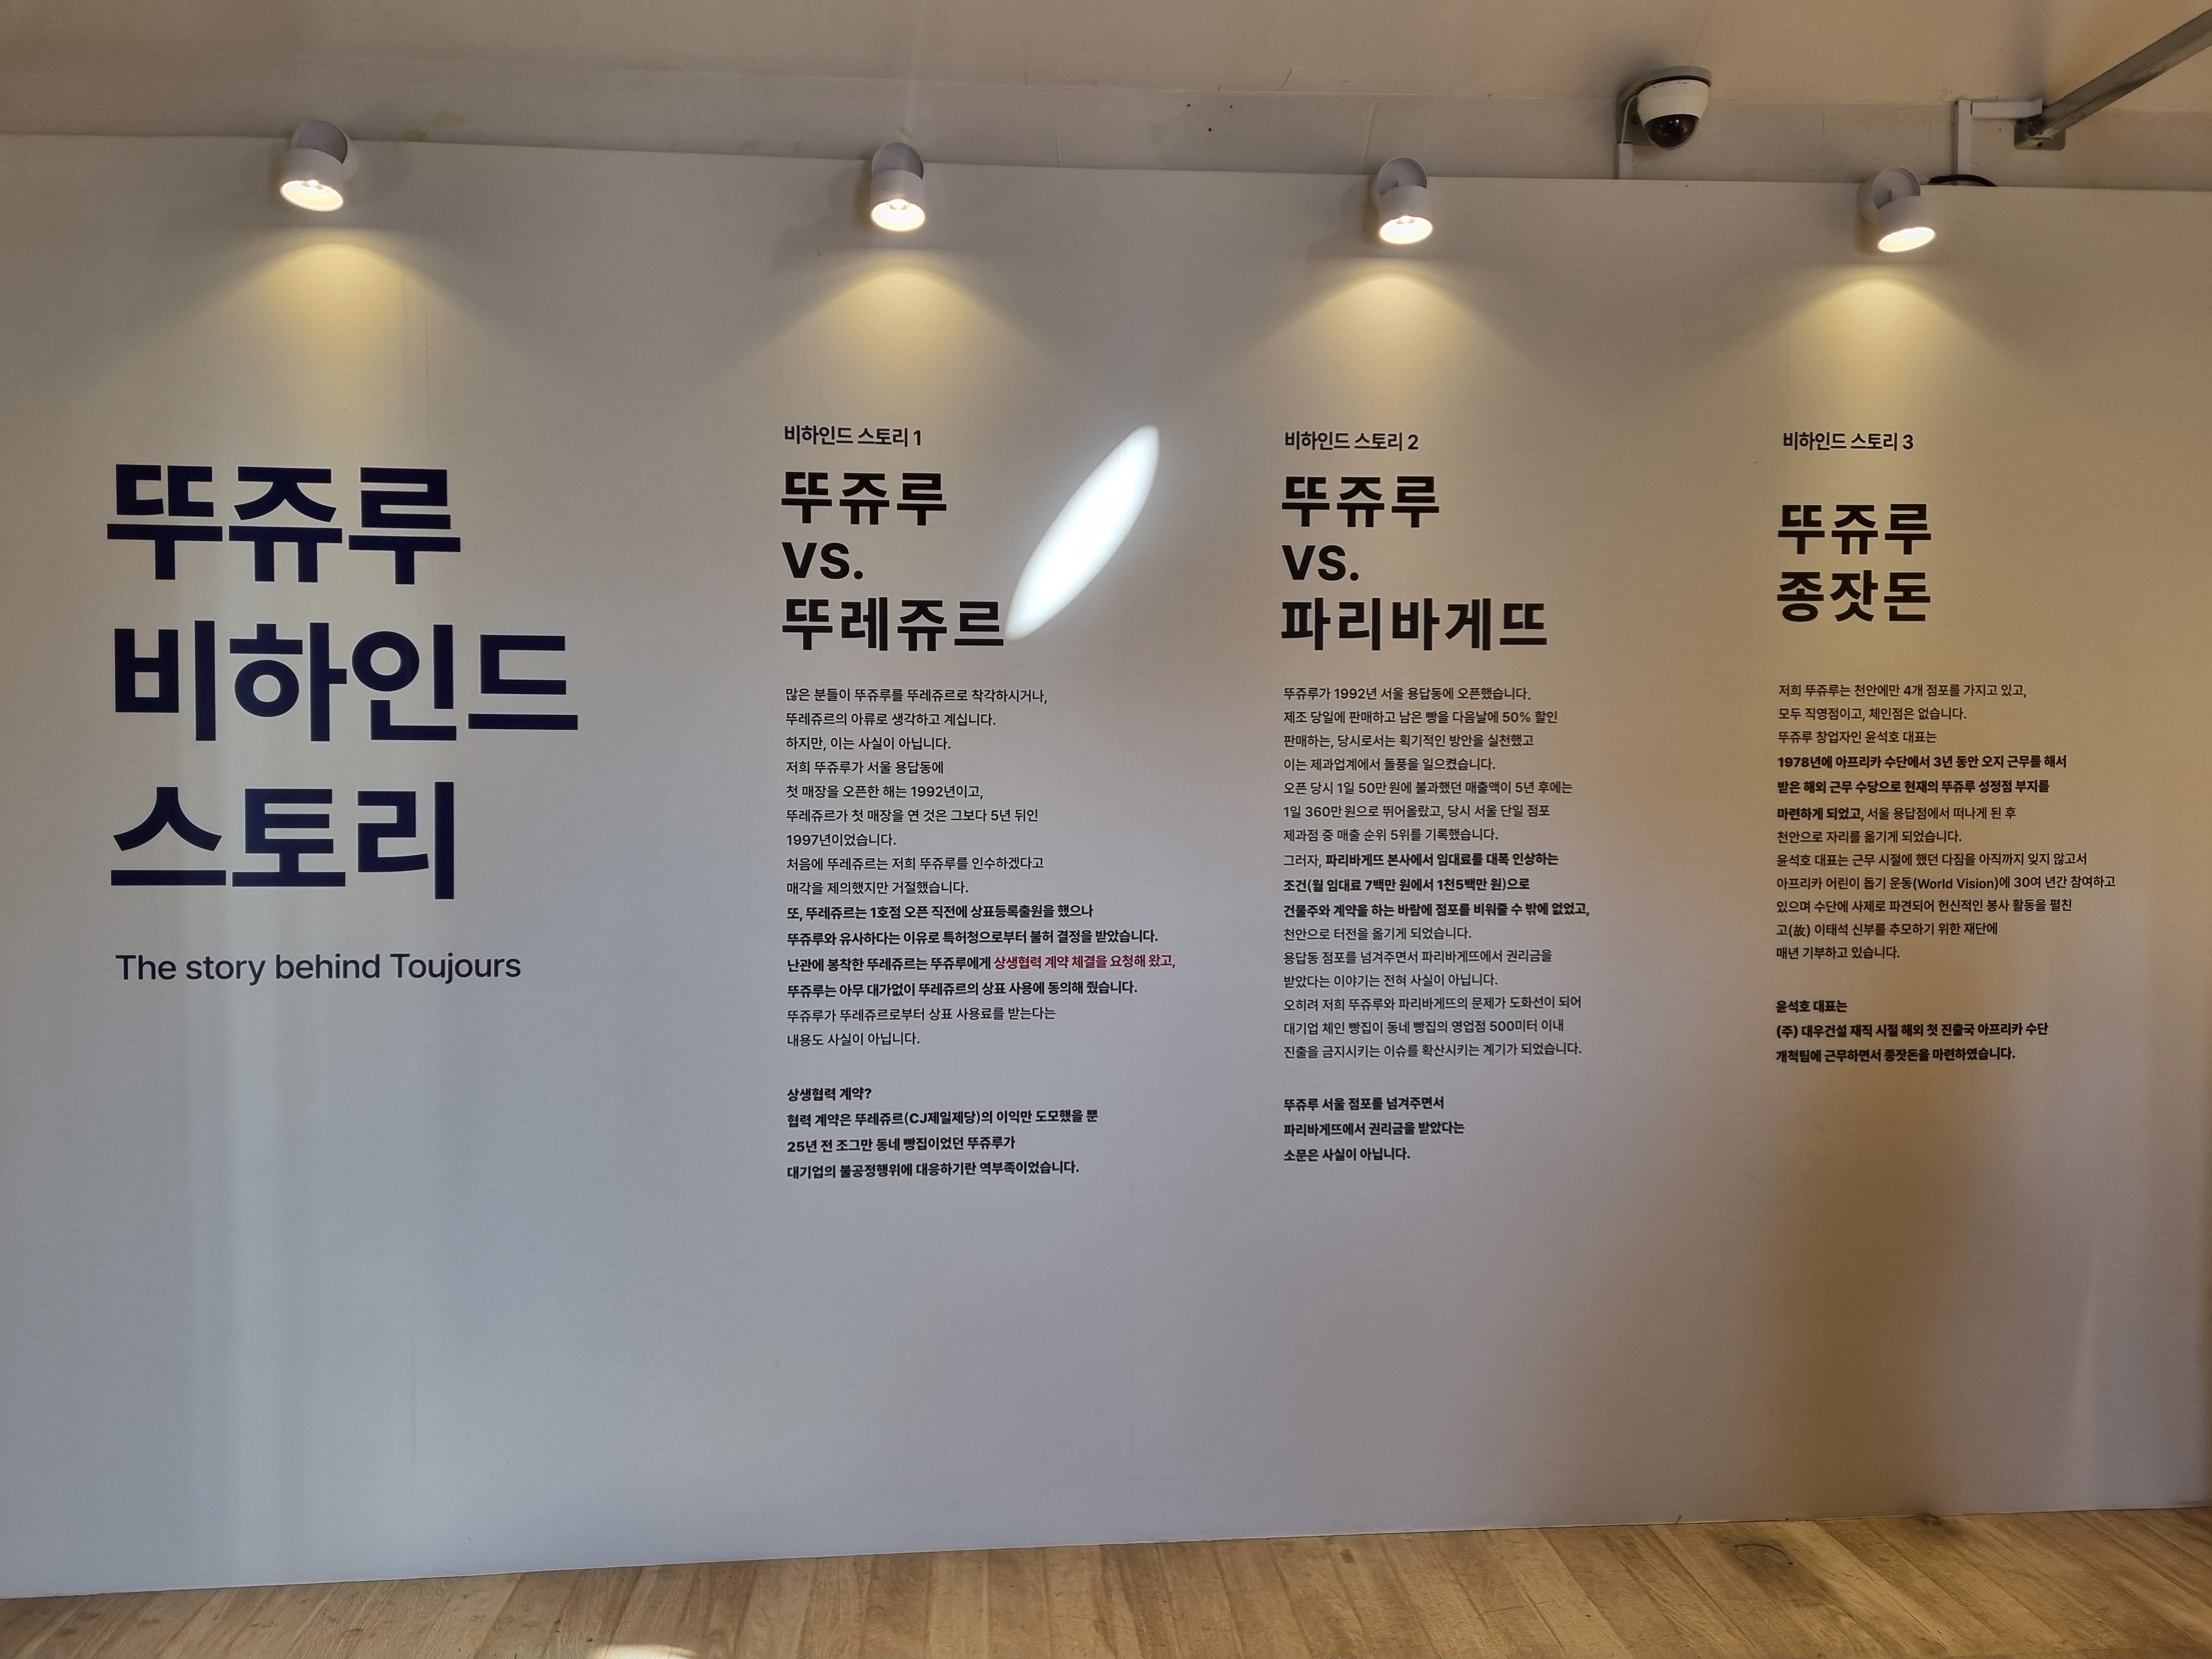 뚜쥬루
비하인드
스토리
The story behind Toujours
비하인드 스토리 1
뚜쥬루
VS.
뚜레쥬르
많은 분들이 뚜쥬루를 뚜레쥬르로 착각하시거나,
뚜레쥬르의 아류로 생각하고 계십니다.
하지만, 이는 사실이 아닙니다.
저희 뚜쥬루가 서울 용답동에
첫 매장을 오픈한 해는 1992년이고,
뚜레쥬르가 첫 매장을 연 것은 그보다 5년 뒤인
1997년이었습니다.
처음에 뚜레쥬르는 저희 뚜쥬루를 인수하겠다고
매각을 제의했지만 거절했습니다.
또, 뚜레쥬르는 1호점 오픈 직전에 상표등록출원을 했으나
뚜쥬루와 유사하다는 이유로 특허청으로부터 불허 결정을 받았습니다.
난관에 봉착한 뚜레쥬르는 뚜쥬루에게 상생협력 계약 체결을 요청해 왔고,
뚜쥬루는 아무 대가없이 뚜레쥬르의 상표 사용에 동의해 줬습니다.
뚜쥬루가 뚜레쥬르로부터 상표 사용료를 받는다는
내용도 사실이 아닙니다.
상생협력 계약?
협력 계약은 뚜레쥬르(CJ제일제당)의 이익만 도모했을 뿐
25년 전 조그만 동네 빵집이었던 뚜쥬루가
대기업의 불공정행위에 대응하기란 역부족이었습니다.
비하인드 스토리 2
뚜쥬루
VS.
파리바게뜨
뚜쥬루가 1992년 서울 용답동에 오픈했습니다.
제조 당일에 판매하고 남은 빵을 다음날에 50% 할인
판매하는, 당시로서는 획기적인 방안을 실천했고
이는 제과업계에서 돌풍을 일으켰습니다.
오픈 당시 1일 50만 원에 불과했던 매출액이 5년 후에는
1일 360만 원으로 뛰어올랐고, 당시 서울 단일 점포
제과점 중 매출 순위 5위를 기록했습니다.
그러자, 파리바게뜨 본사에서 임대료를 대폭 인상하는
조건(월 임대료 7백만 원에서 1천5백만 원)으로
건물주와 계약을 하는 바람에 점포를 비워줄 수 밖에 없었고,
천안으로 터전을 옮기게 되었습니다.
용답동 점포를 넘겨주면서 파리바게뜨에서 권리금을
받았다는 이야기는 전혀 사실이 아닙니다.
오히려 저희 뚜쥬루와 파리바게뜨의 문제가 도화선이 되어
대기업 체인 빵집이 동네 빵집의 영업점 500미터 이내
진출을 금지시키는 이슈를 확산시키는 계기가 되었습니다.
뚜쥬루 서울 점포를 넘겨주면서
파리바게뜨에서 권리금을 받았다는
소문은 사실이 아닙니다.
비하인드 스토리 3
뚜쥬루
종잣돈
저희 뚜쥬루는 천안에만 4개 점포를 가지고 있고,
모두 직영점이고, 체인점은 없습니다.
뚜쥬루 창업자인 윤석호 대표는
1978년에 아프리카 수단에서 3년 동안 오지 근무를 해서
받은 해외 근무 수당으로 현재의 뚜쥬루 성정점 부지를
마련하게 되었고, 서울 용답점에서 떠나게 된 후
천안으로 자리를 옮기게 되었습니다.
윤석호 대표는 근무 시절에 했던 다짐을 아직까지 잊지 않고서
아프리카 어린이 돕기 운동(World Vision)에 30여 년간 참여하고
있으며 수단에 사제로 파견되어 헌신적인 봉사 활동을 펼친
고(故) 이태석 신부를 추모하기 위한 재단에
매년 기부하고 있습니다.
윤석호 대표는
(주) 대우건설 재직 시절 해외 첫 진출국 아프리카 수단
개척팀에 근무하면서 종잣돈을 마련하였습니다.